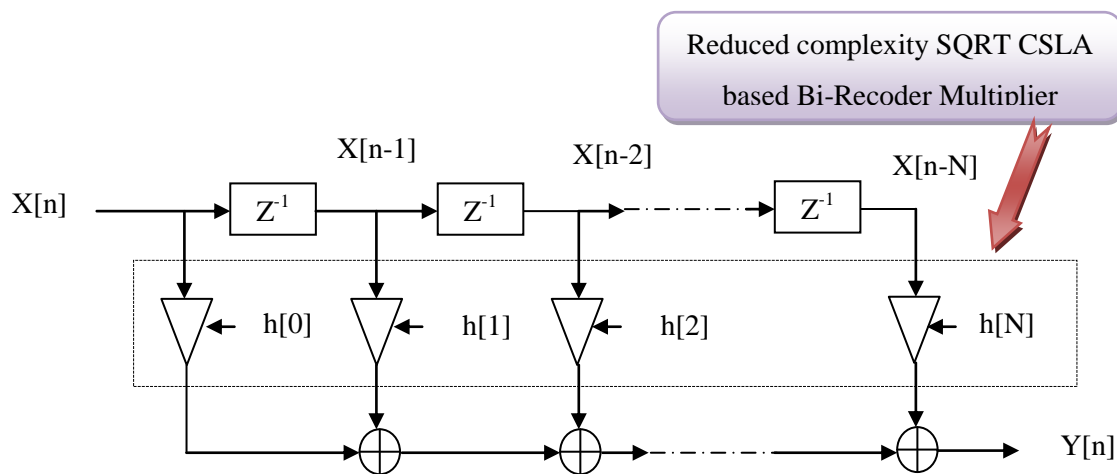 Reduced complexity SQRT CSLA
based Bi-Recoder Multiplier
X[n-1]
X[n-2]
X[n-N]
X[n]
Z⁻¹
Z⁻¹
Z⁻¹
h[0]
h[1]
h[2]
h[N]
Y[n]